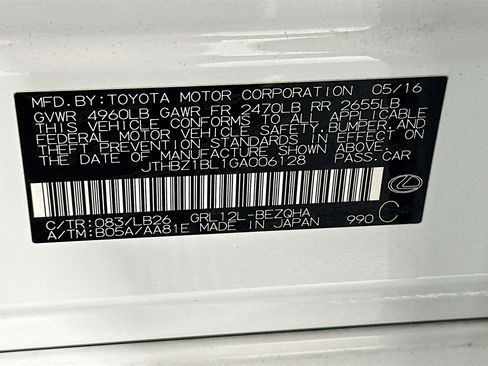 MFD.BY:TOYOTA MOTOR CORPORATION 05/16
GVWR 4960LB GAWR FR 2470LB RR 2655LB
THIS VEHICLE CONFORMS TO ALL APPLICABLE
FEDERAL MOTOR VEHICLE SAFETY,BUMPER AND
THEFT PREVENTION STANDARDS IN EFFECT ON
THE DATE OF MANUFACTURE SHOWN ABOVE.
JTHBZ1BL1GA006128 PASS.CAR
C/TR:083/LB26 GRL12L-BEZQHA
A/TM:B05A/AA81E MADE IN JAPAN 990 C